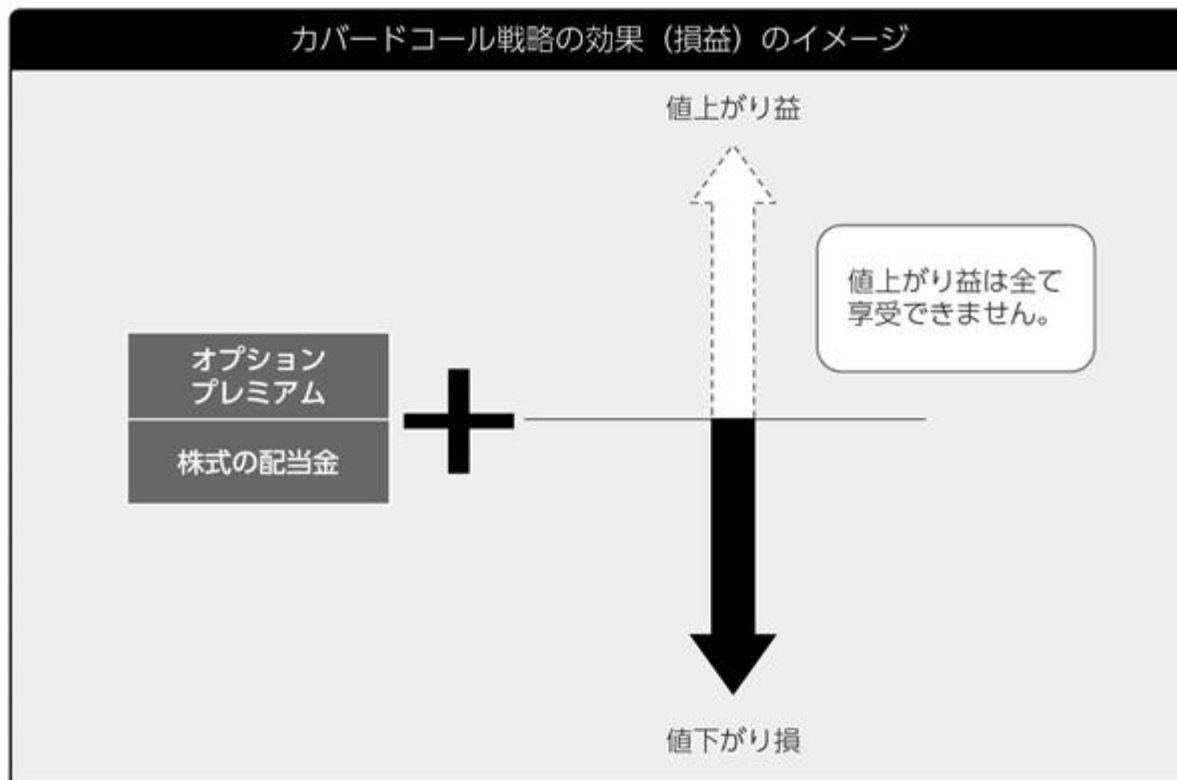 カバードコール戦略の効果（損益）のイメージ
値上がり益
値上がり益は全て
享受できません。
オプション
プレミアム
株式の配当金
値下がり損